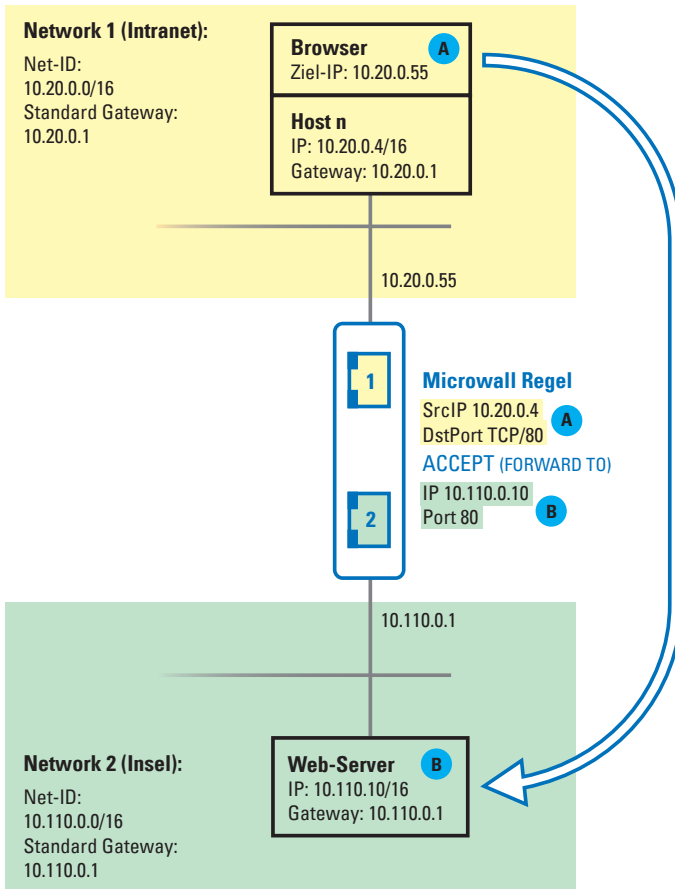 Network 1 (Intranet):
Net-ID:
10.20.0.0/16
Standard Gateway:
10.20.0.1
Browser
A
Ziel-IP: 10.20.0.55
Host n
IP: 10.20.0.4/16
Gateway: 10.20.0.1
10.20.0.55
1
Microwall Regel
SrcIP 10.20.0.4
DstPort TCP/80
A
ACCEPT (FORWARD TO)
IP 10.110.0.10
Port 80
B
2
10.110.0.1
Network 2 (Insel):
Net-ID:
10.110.0.0/16
Standard Gateway:
10.110.0.1
Web-Server
B
IP: 10.110.10/16
Gateway: 10.110.0.1